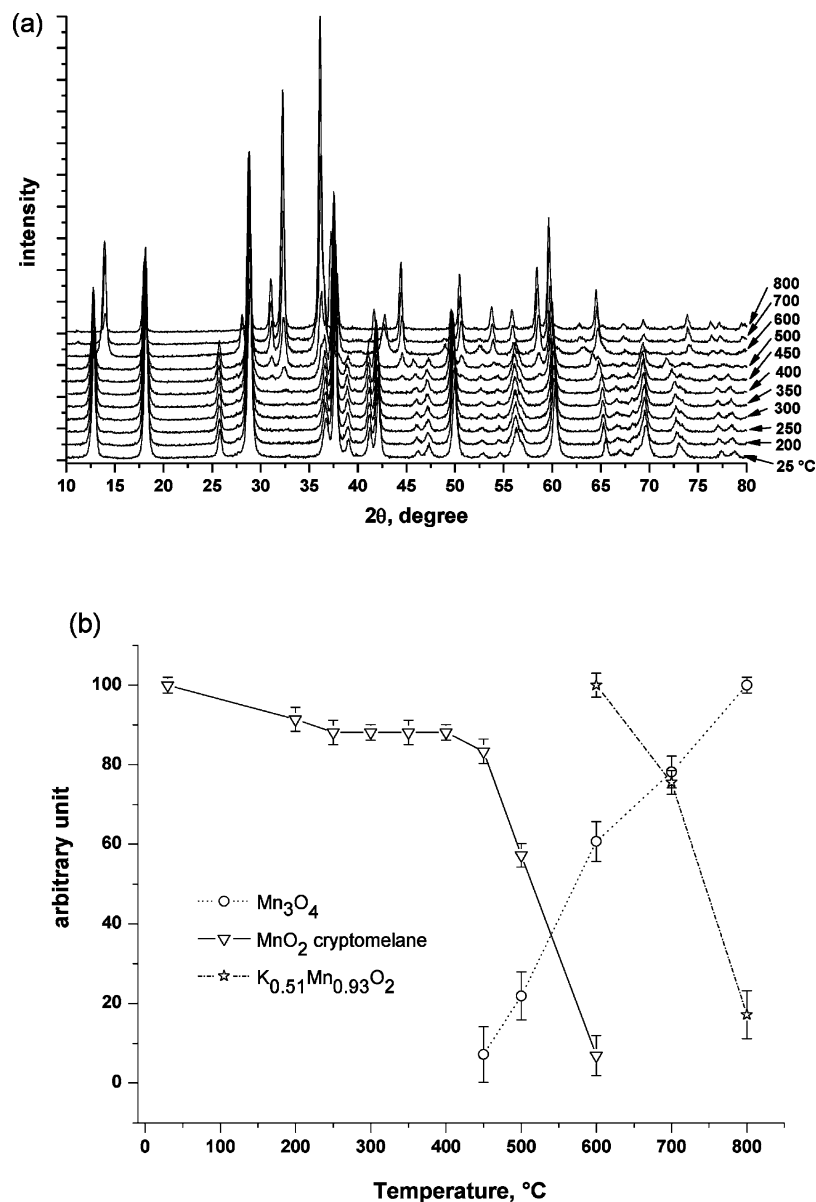 (a)
intensity
800
700
600
500
450
400
350
300
250
200
25 °C
10 15 20 25 30 35 40 45 50 55 60 65 70 75 80
2θ, degree
(b)
arbitrary unit
100
80
60
40
20
0
Mn3O4
MnO2 cryptomelane
K0.51Mn0.93O2
0 100 200 300 400 500 600 700 800
Temperature, °C